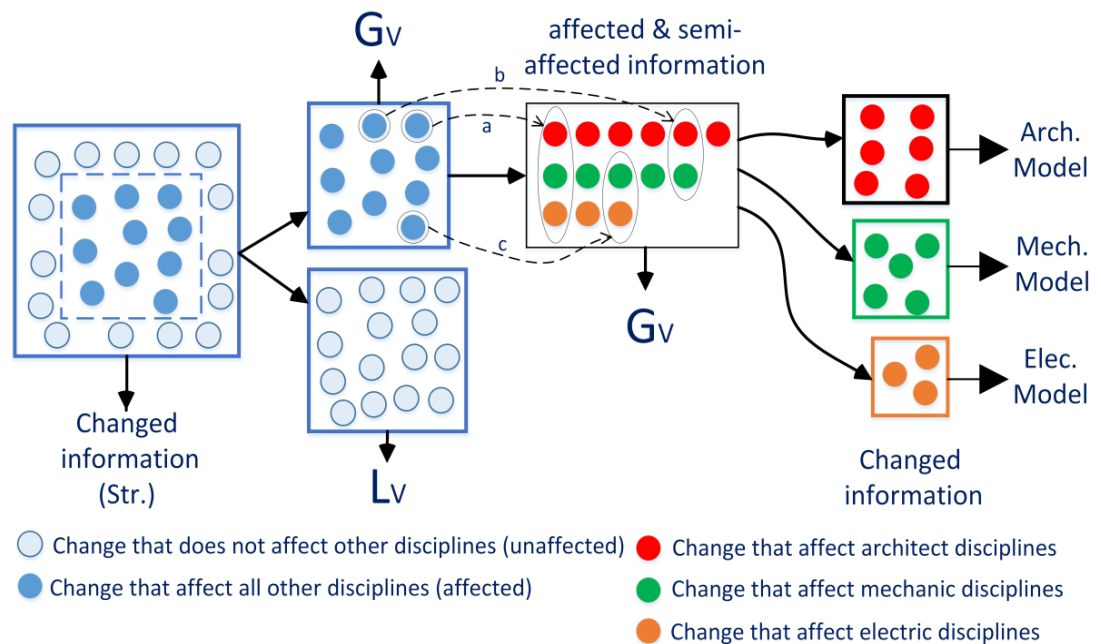 GV
affected & semi-
affected information
b
a
c
Arch.
Model
Mech.
Model
GV
Elec.
Model
Changed
information
(Str.)
LV
Changed
information
Change that does not affect other disciplines (unaffected)
Change that affect all other disciplines (affected)
Change that affect architect disciplines
Change that affect mechanic disciplines
Change that affect electric disciplines